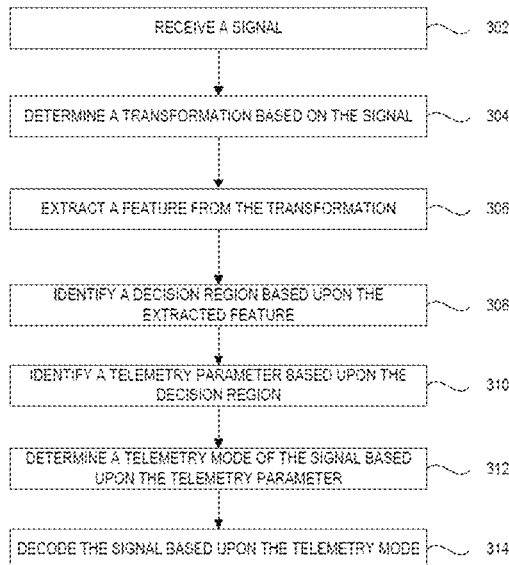 RECEIVE A SIGNAL 302
DETERMINE A TRANSFORMATION BASED ON THE SIGNAL 304
EXTRACT A FEATURE FROM THE TRANSFORMATION 306
IDENTIFY A DECISION REGION BASED UPON THE
EXTRACTED FEATURE 308
IDENTIFY A TELEMETRY PARAMETER BASED UPON THE
DECISION REGION 310
DETERMINE A TELEMETRY MODE OF THE SIGNAL BASED
UPON THE TELEMETRY PARAMETER 312
DECODE THE SIGNAL BASED UPON THE TELEMETRY MODE 314